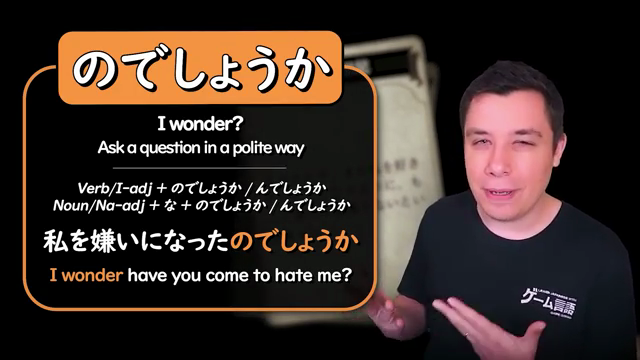 のでしょうか
I wonder?
Ask a question in a polite way
Verb/I-adj + のでしょうか / んでしょうか
Noun/Na-adj + な + のでしょうか / んでしょうか
私を嫌いになったのでしょうか
I wonder have you come to hate me?
ゲーム言語